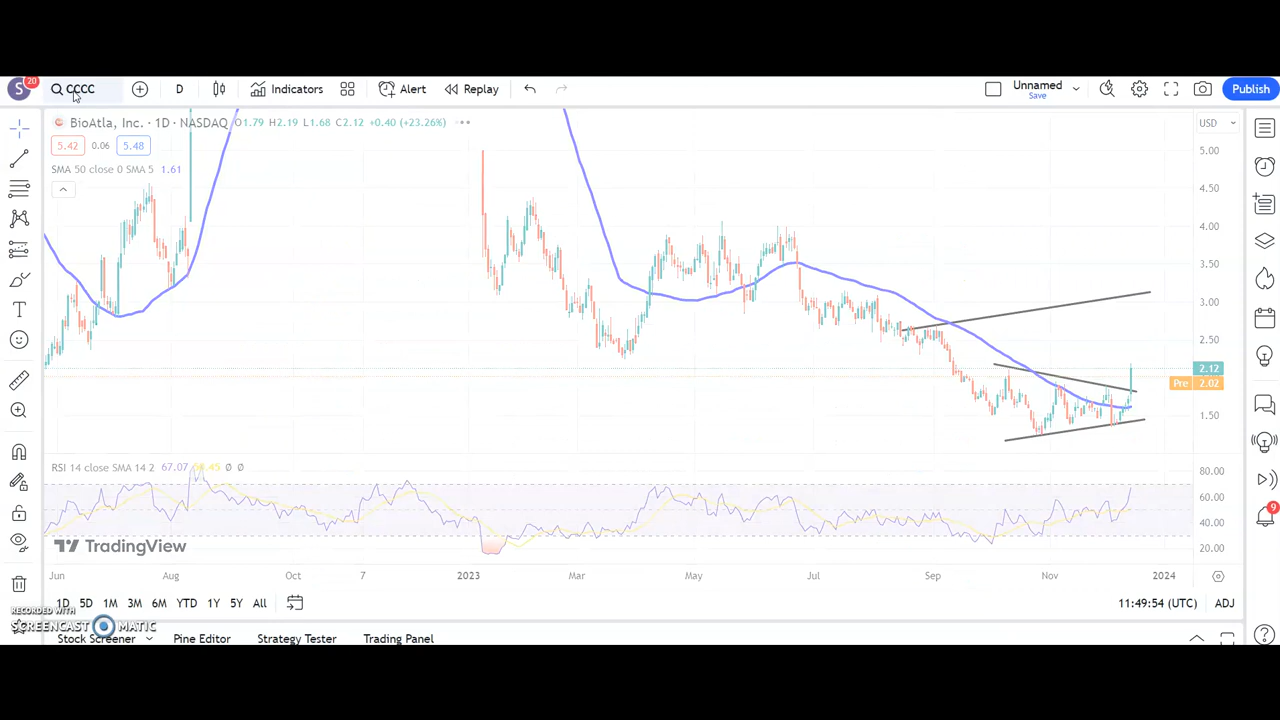 S 20 CCCC D Indicators Alert Replay Unnamed Save Publish
BioAtla, Inc. · 1D · NASDAQ O1.79 H2.19 L1.68 C2.12 +0.40 (+23.26%) USD
5.42 0.06 5.48
SMA 50 close 0 SMA 5 1.61
5.00
4.50
4.00
3.50
3.00
2.50
2.12
Pre 2.02
1.50
RSI 14 close SMA 14 2 67.07 Ø Ø
80.00
60.00
40.00
20.00
9
TradingView
Jun Aug Oct 7 2023 Mar May Jul Sep Nov 2024
1D 5D 1M 3M 6M YTD 1Y 5Y All 11:49:54 (UTC) ADJ
RECORDED WITH
SCREENCAST MATIC
Stock Screener Pine Editor Strategy Tester Trading Panel